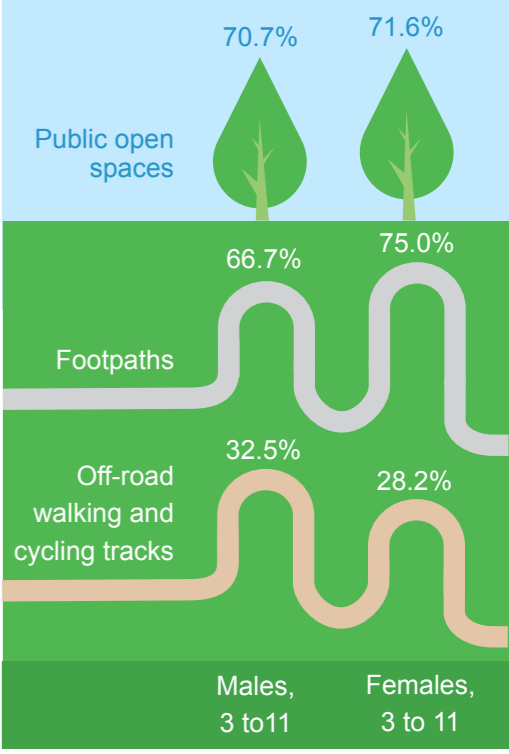 70.7%
71.6%
Public open
spaces
66.7%
75.0%
Footpaths
32.5%
28.2%
Off-road
walking and
cycling tracks
Males,
3 to11
Females,
3 to 11